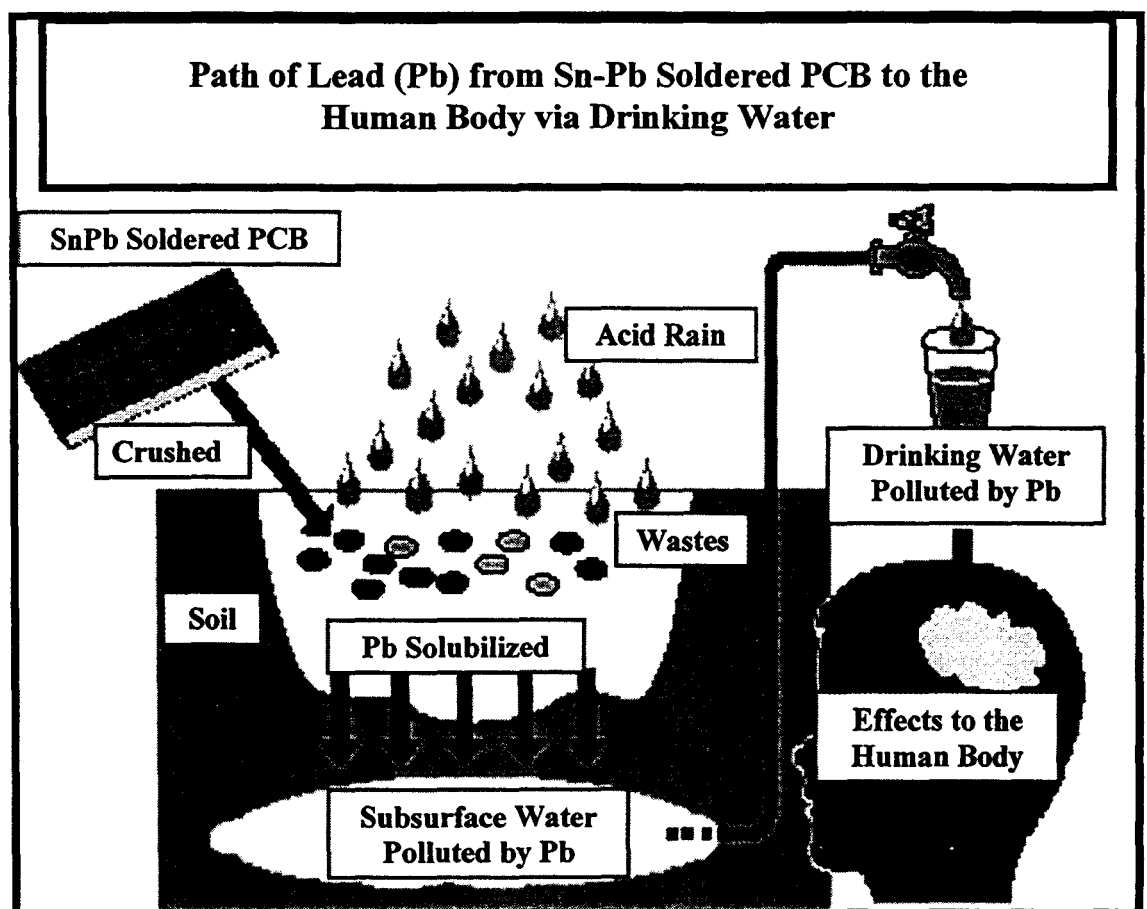 Path of Lead (Pb) from Sn-Pb Soldered PCB to the
Human Body via Drinking Water
SnPb Soldered PCB
Acid Rain
Crushed
Drinking Water
Polluted by Pb
Wastes
Soil
Pb Solubilized
Effects to the
Human Body
Subsurface Water
Polluted by Pb